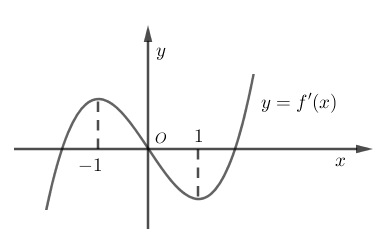 y
y = f′(x)
O
1
−1
x